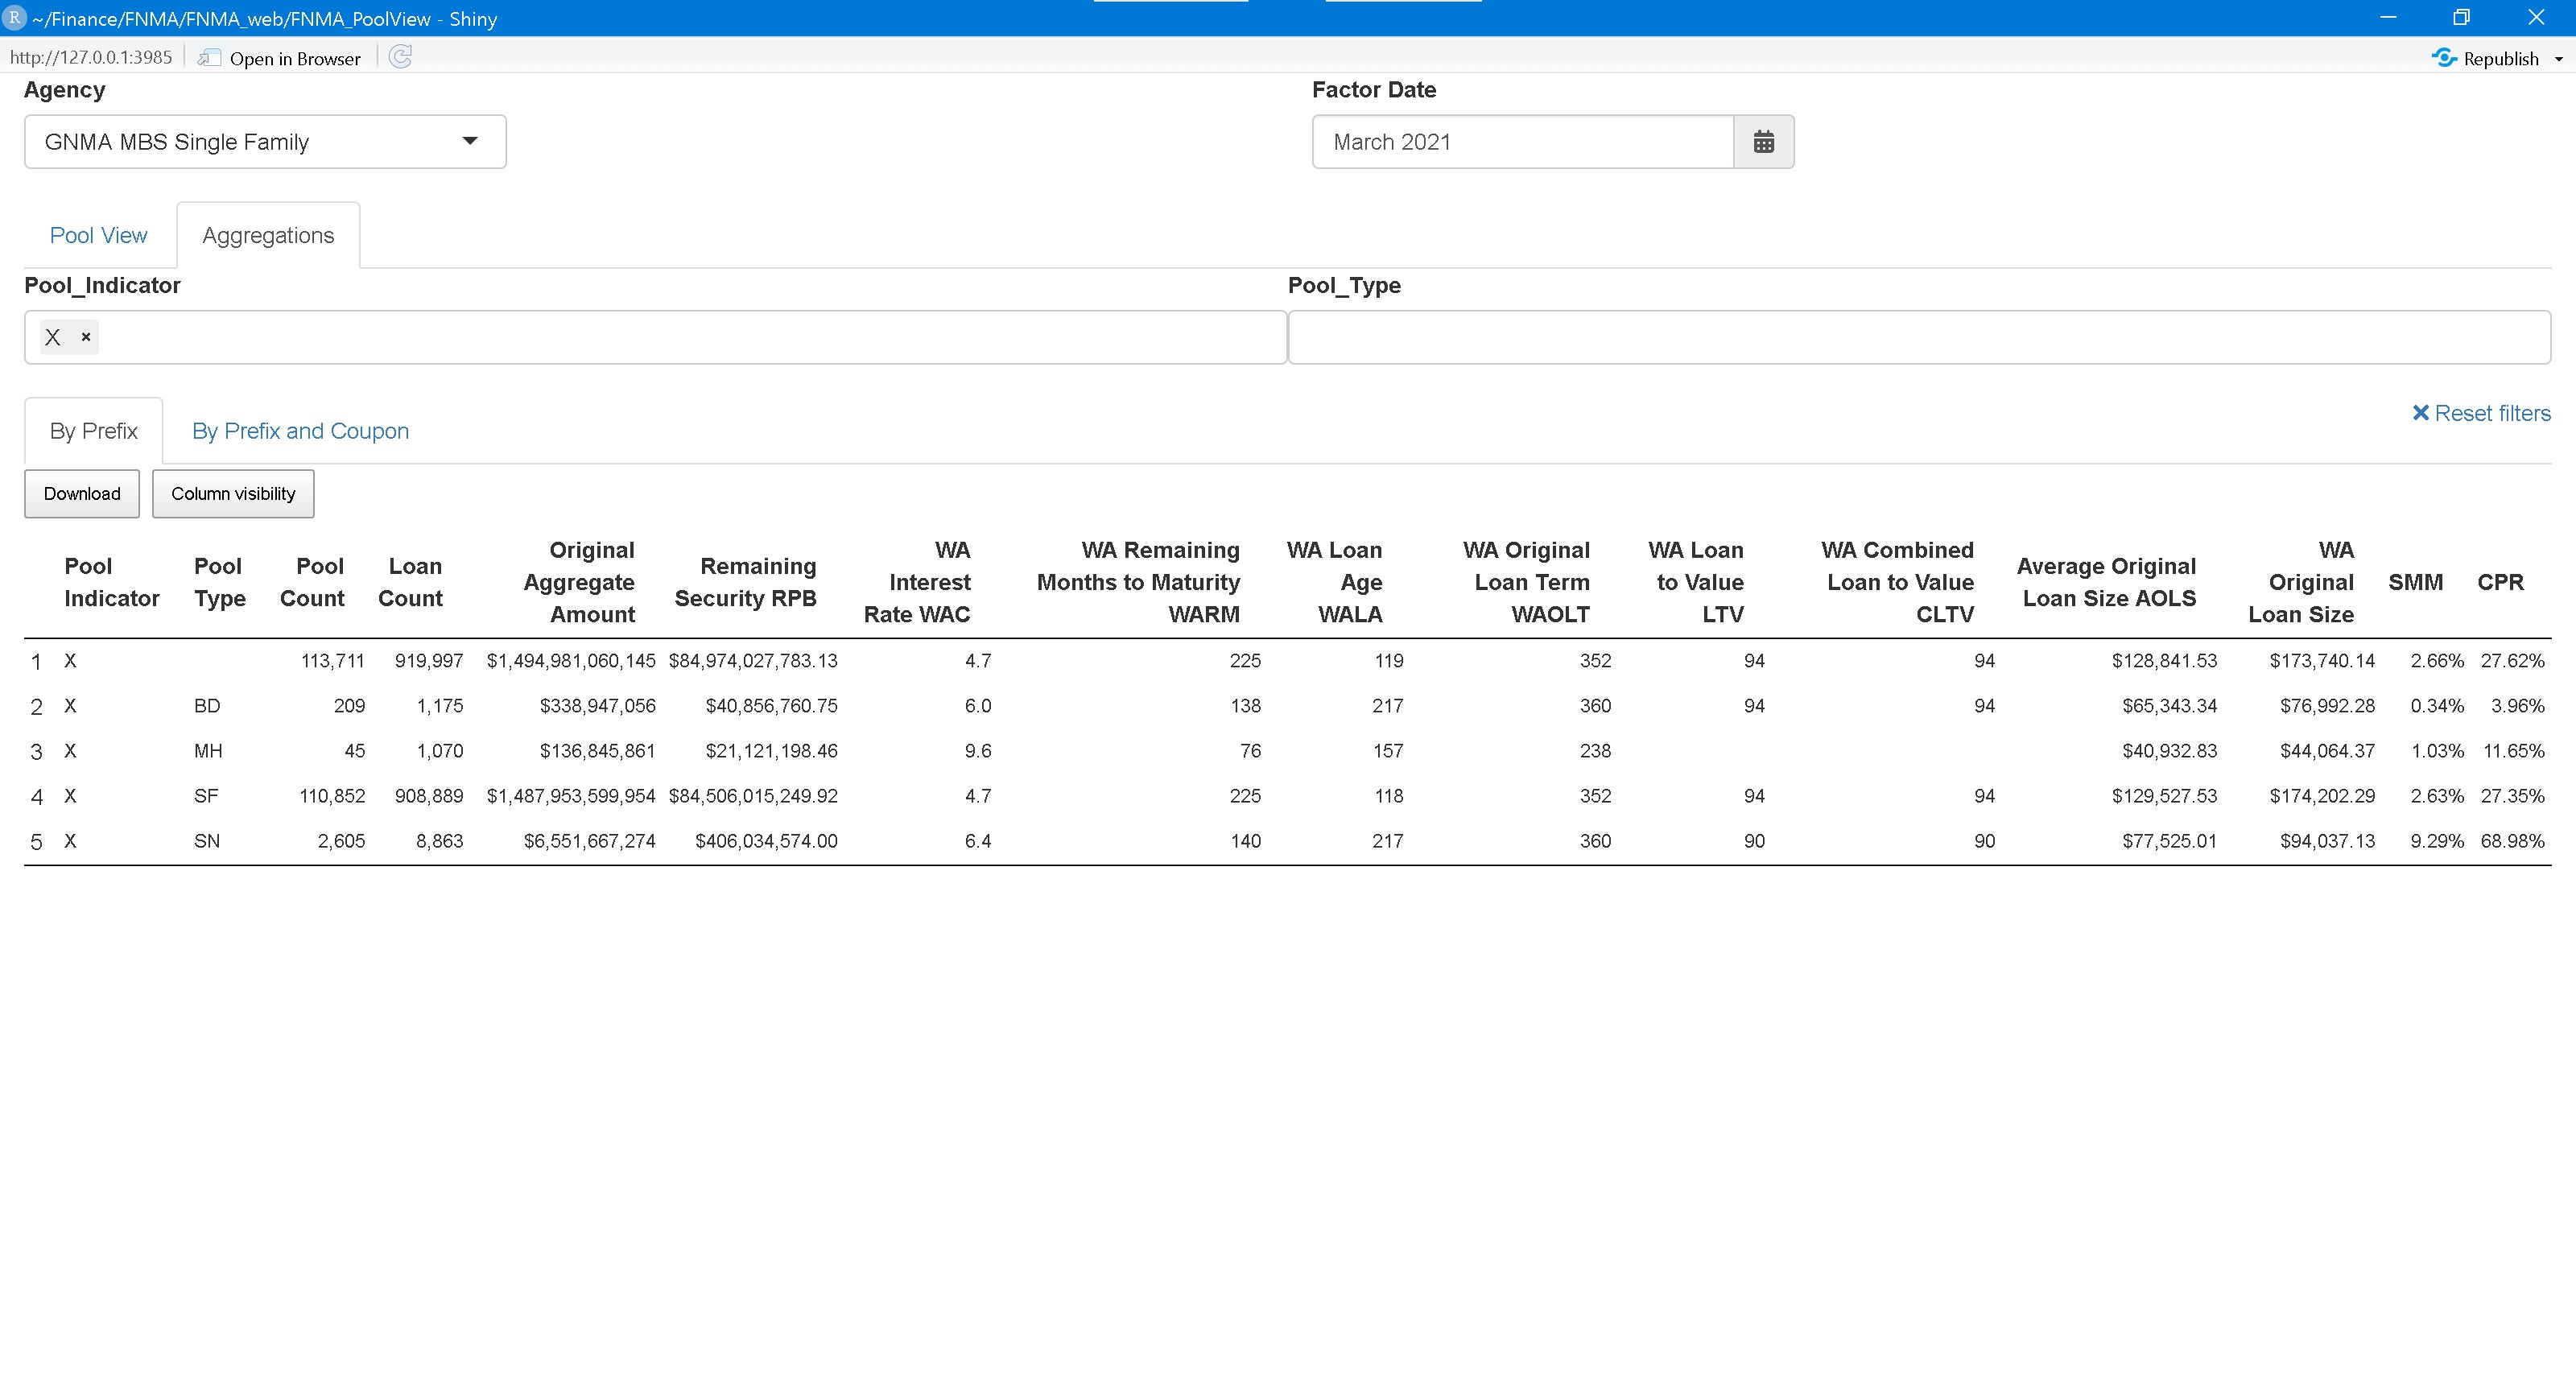 R ~/Finance/FNMA/FNMA_web/FNMA_PoolView - Shiny
http://127.0.0.1:3985 Open in Browser Republish
Agency Factor Date
GNMA MBS Single Family March 2021
Pool View Aggregations
Pool_Indicator Pool_Type
X ×
By Prefix By Prefix and Coupon × Reset filters
Download Column visibility
Pool Indicator Pool Type Pool Count Loan Count Original Aggregate Amount Remaining Security RPB WA Interest Rate WAC WA Remaining Months to Maturity WARM WA Loan Age WALA WA Original Loan Term WAOLT WA Loan to Value LTV WA Combined Loan to Value CLTV Average Original Loan Size AOLS WA Original Loan Size SMM CPR
1 X 113,711 919,997 $1,494,981,060,145 $84,974,027,783.13 4.7 225 119 352 94 94 $128,841.53 $173,740.14 2.66% 27.62%
2 X BD 209 1,175 $338,947,056 $40,856,760.75 6.0 138 217 360 94 94 $65,343.34 $76,992.28 0.34% 3.96%
3 X MH 45 1,070 $136,845,861 $21,121,198.46 9.6 76 157 238 $40,932.83 $44,064.37 1.03% 11.65%
4 X SF 110,852 908,889 $1,487,953,599,954 $84,506,015,249.92 4.7 225 118 352 94 94 $129,527.53 $174,202.29 2.63% 27.35%
5 X SN 2,605 8,863 $6,551,667,274 $406,034,574.00 6.4 140 217 360 90 90 $77,525.01 $94,037.13 9.29% 68.98%